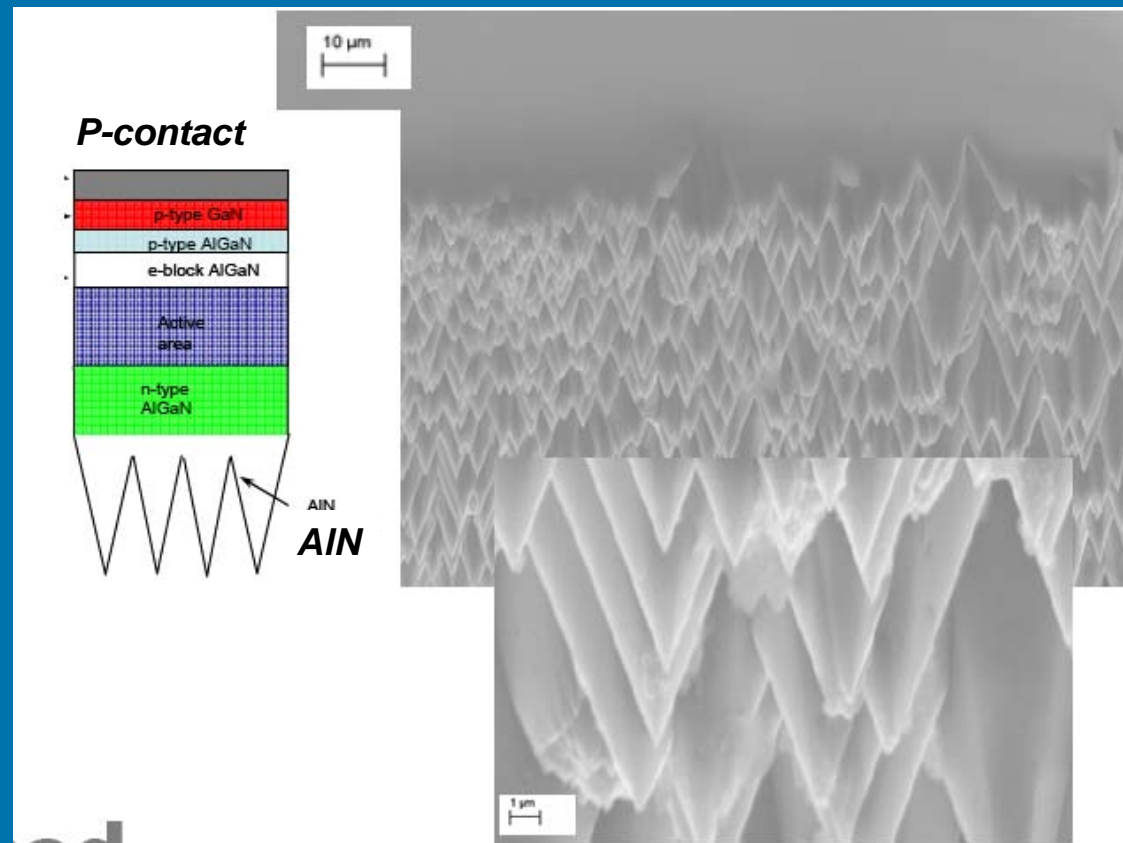 10 µm
P-contact
p-type GaN
p-type AlGaN
e-block AlGaN
Active
area
n-type
AlGaN
AlN
AlN
1 µm